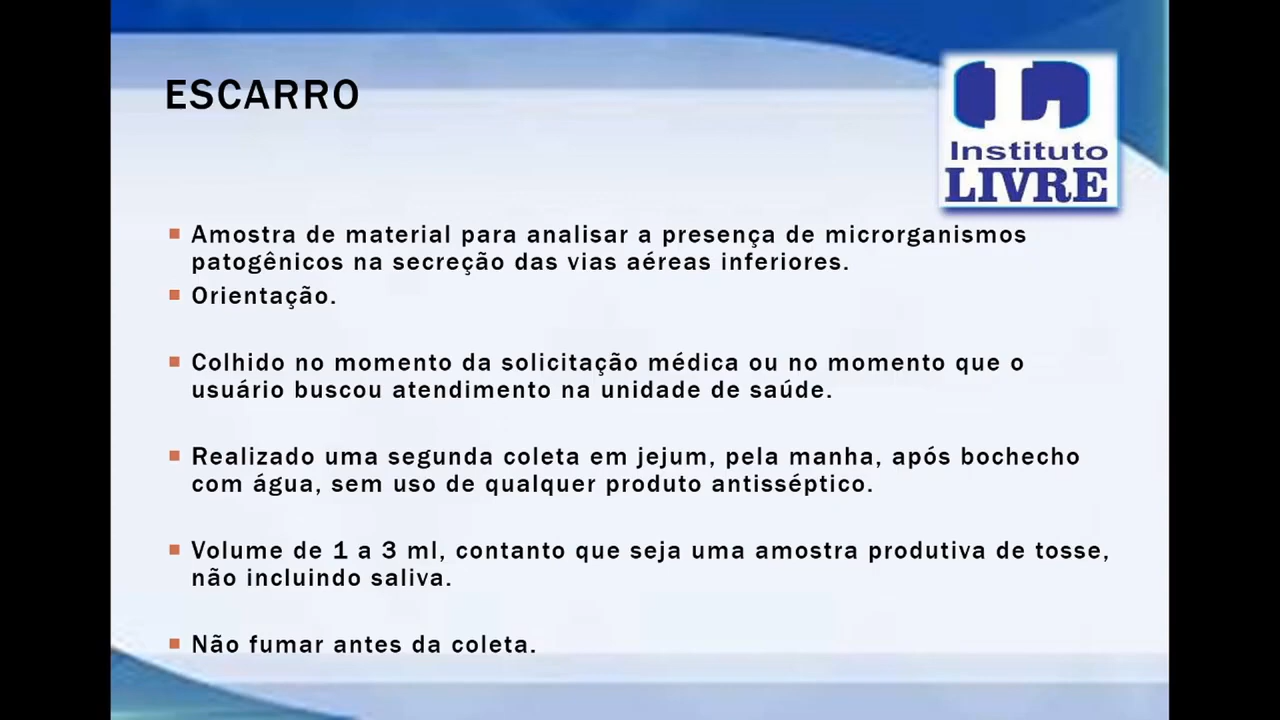 ESCARRO
Instituto
LIVRE
Amostra de material para analisar a presença de microrganismos
patogênicos na secreção das vias aéreas inferiores.
Orientação.
Colhido no momento da solicitação médica ou no momento que o
usuário buscou atendimento na unidade de saúde.
Realizado uma segunda coleta em jejum, pela manha, após bochecho
com água, sem uso de qualquer produto antisséptico.
Volume de 1 a 3 ml, contanto que seja uma amostra produtiva de tosse,
não incluindo saliva.
Não fumar antes da coleta.